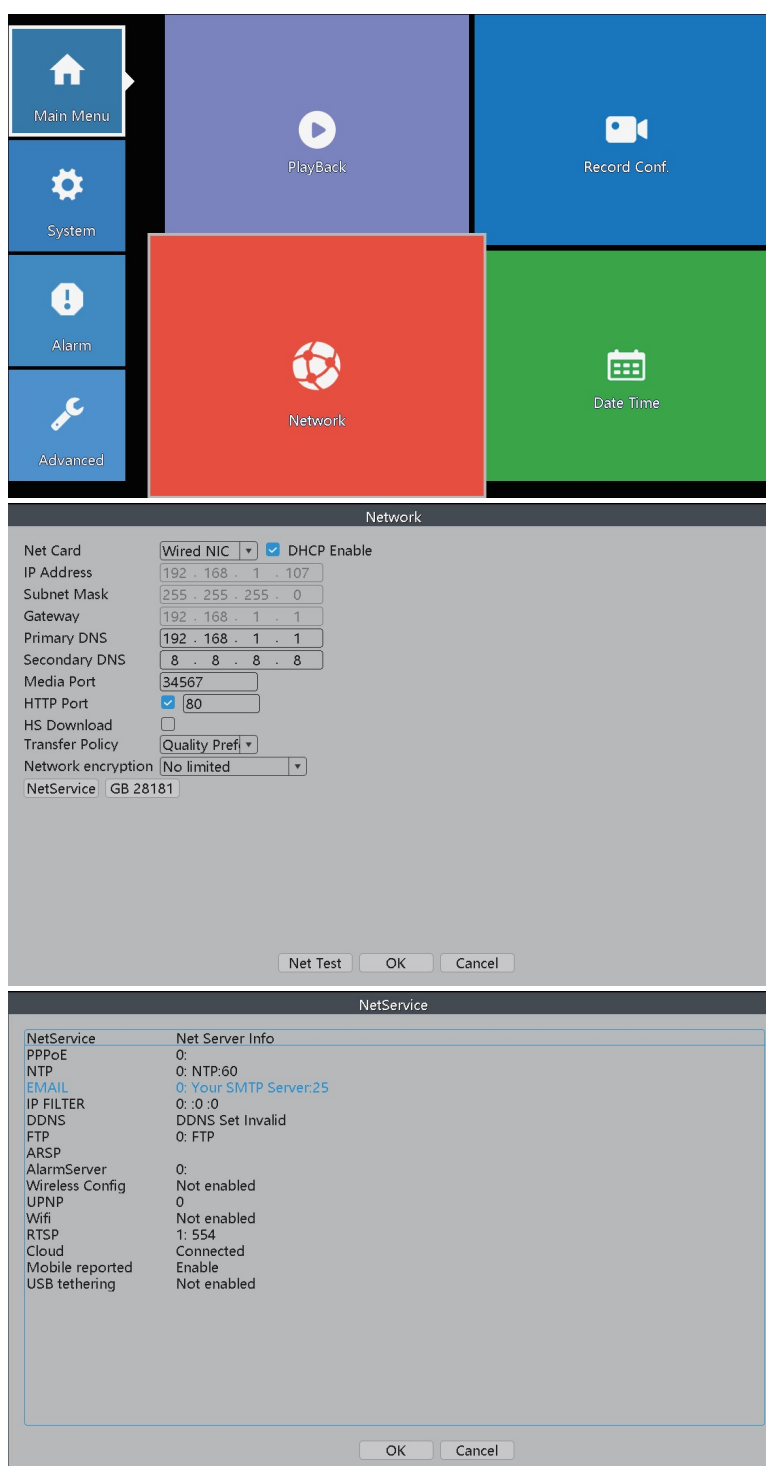 Main Menu
System
Alarm
Advanced
PlayBack
Record Conf.
Network
Date Time
Network
Net Card Wired NIC DHCP Enable
IP Address 192 . 168 . 1 . 107
Subnet Mask 255 . 255 . 255 . 0
Gateway 192 . 168 . 1 . 1
Primary DNS 192 . 168 . 1 . 1
Secondary DNS 8 . 8 . 8 . 8
Media Port 34567
HTTP Port 80
HS Download
Transfer Policy Quality Pref
Network encryption No limited
NetService GB 28181
Net Test OK Cancel
NetService
NetService Net Server Info
PPPoE 0:
NTP 0: NTP:60
EMAIL 0: Your SMTP Server:25
IP FILTER 0: :0 :0
DDNS DDNS Set Invalid
FTP 0: FTP
ARSP
AlarmServer 0:
Wireless Config Not enabled
UPNP 0
Wifi Not enabled
RTSP 1: 554
Cloud Connected
Mobile reported Enable
USB tethering Not enabled
OK Cancel